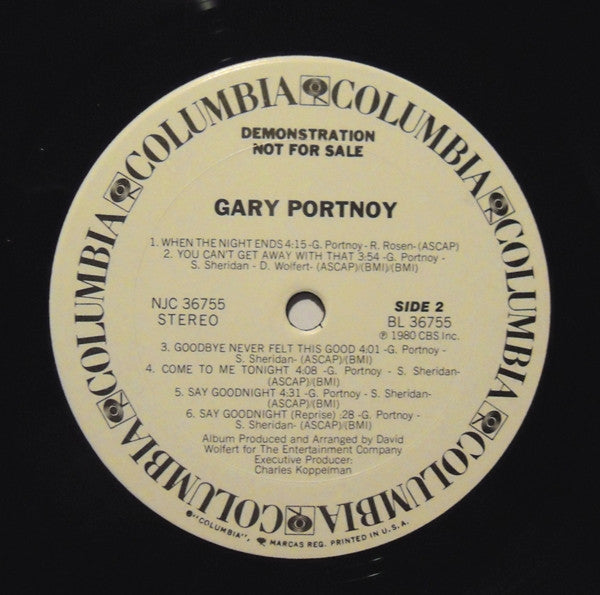 COLUMBIA COLUMBIA COLUMBIA COLUMBIA COLUMBIA COLUMBIA COLUMBIA
DEMONSTRATION
NOT FOR SALE
GARY PORTNOY
1. WHEN THE NIGHT ENDS 4:15 -G. Portnoy - R. Rosen- (ASCAP)
2. YOU CAN'T GET AWAY WITH THAT 3:54 -G. Portnoy -
S. Sheridan - D. Wolfert- (ASCAP)/(BMI)/(BMI)
NJC 36755
STEREO
SIDE 2
BL 36755
℗ 1980 CBS Inc.
3. GOODBYE NEVER FELT THIS GOOD 4:01 -G. Portnoy -
S. Sheridan- (ASCAP)/(BMI)
4. COME TO ME TONIGHT 4:08 -G. Portnoy - S. Sheridan-
(ASCAP)/(BMI)
5. SAY GOODNIGHT 4:31 -G. Portnoy - S. Sheridan-
(ASCAP)/(BMI)
6. SAY GOODNIGHT (Reprise) :28 -G. Portnoy -
S. Sheridan- (ASCAP)/(BMI)
Album Produced and Arranged by David
Wolfert for The Entertainment Company
Executive Producer:
Charles Koppelman
®"COLUMBIA", MARCAS REG. PRINTED IN U.S.A.